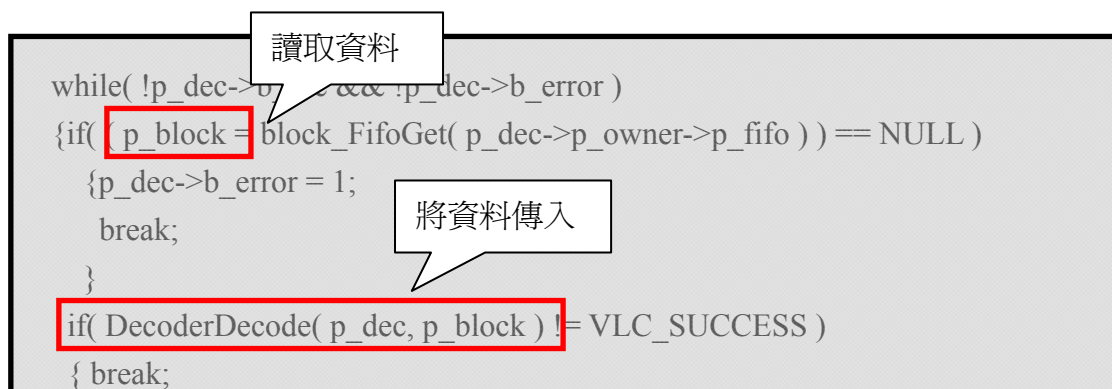 讀取資料
while( !p_dec-> && !p_dec->b_error )
{if( ( p_block = block_FifoGet( p_dec->p_owner->p_fifo ) ) == NULL )
{p_dec->b_error = 1;
將資料傳入
break;
}
if( DecoderDecode( p_dec, p_block ) != VLC_SUCCESS )
{ break;